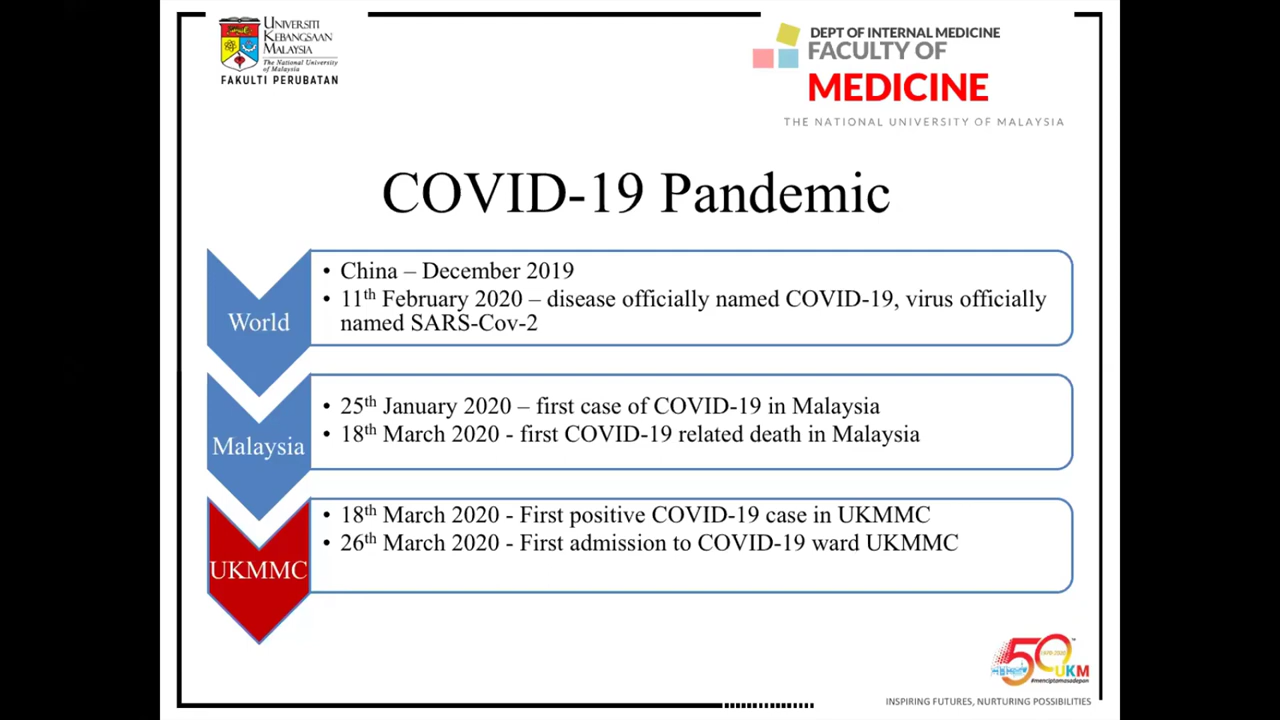 UNIVERSITI
KEBANGSAAN
MALAYSIA
The National University
of Malaysia
FAKULTI PERUBATAN
DEPT OF INTERNAL MEDICINE
FACULTY OF
MEDICINE
THE NATIONAL UNIVERSITY OF MALAYSIA
COVID-19 Pandemic
World
• China – December 2019
• 11th February 2020 – disease officially named COVID-19, virus officially
named SARS-Cov-2
Malaysia
• 25th January 2020 – first case of COVID-19 in Malaysia
• 18th March 2020 - first COVID-19 related death in Malaysia
UKMMC
• 18th March 2020 - First positive COVID-19 case in UKMMC
• 26th March 2020 - First admission to COVID-19 ward UKMMC
50
UKM
#menciptamasadepan
INSPIRING FUTURES, NURTURING POSSIBILITIES